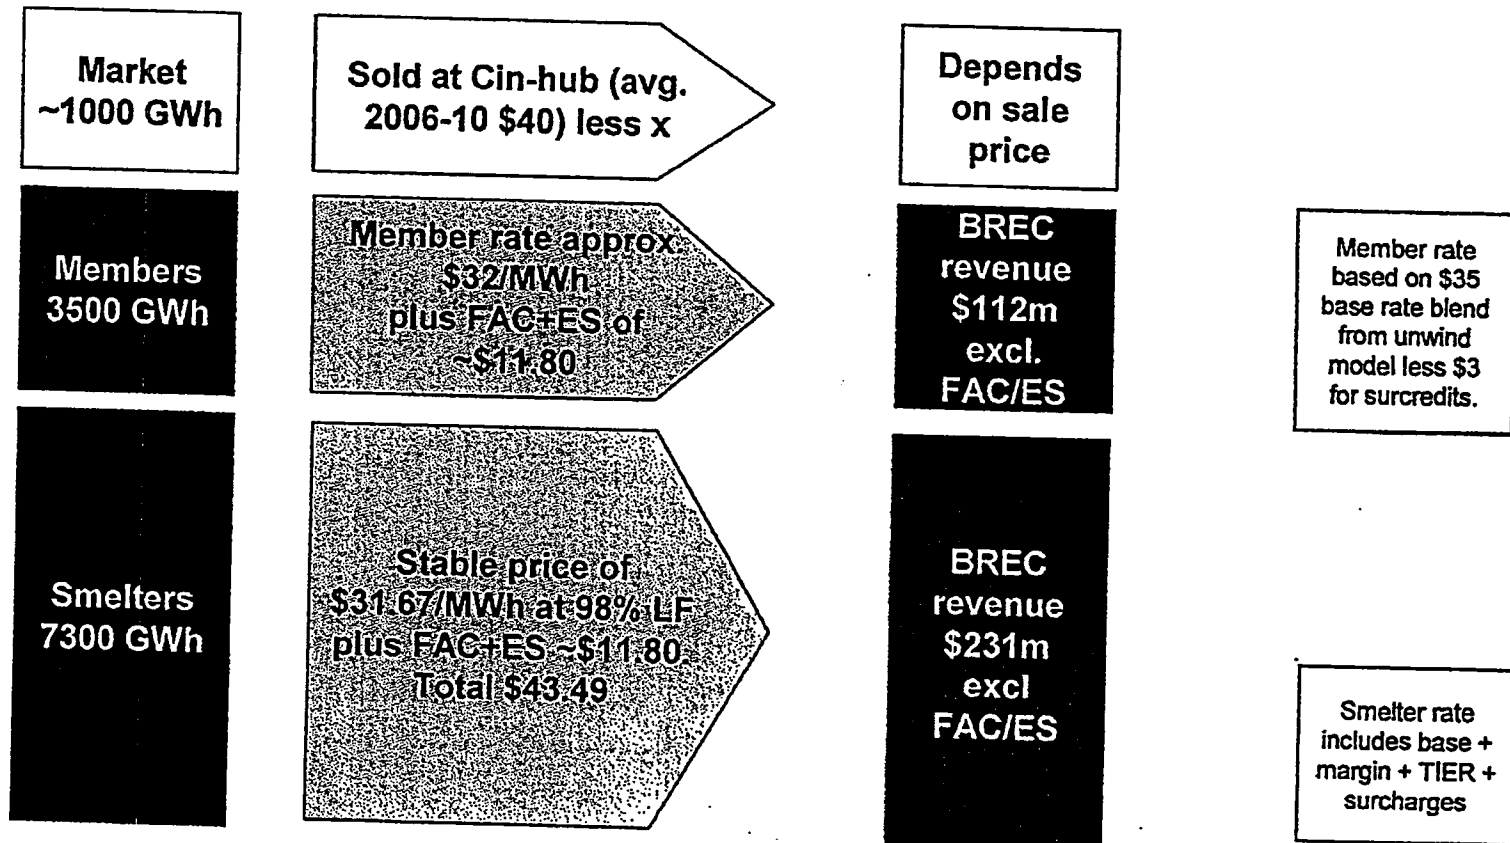 Market
~1000 GWh
Sold at Cin-hub (avg.
2006-10 $40) less x
Depends
on sale
price
Members
3500 GWh
Member rate approx
$32/MWh
plus FAC+ES of
~$11.80
BREC
revenue
$112m
excl.
FAC/ES
Member rate
based on $35
base rate blend
from unwind
model less $3
for surcredits.
Smelters
7300 GWh
Stable price of
$31.67/MWh at 98% LF
plus FAC+ES ~$11.80.
Total $43.49
BREC
revenue
$231m
excl
FAC/ES
Smelter rate
includes base +
margin + TIER +
surcharges